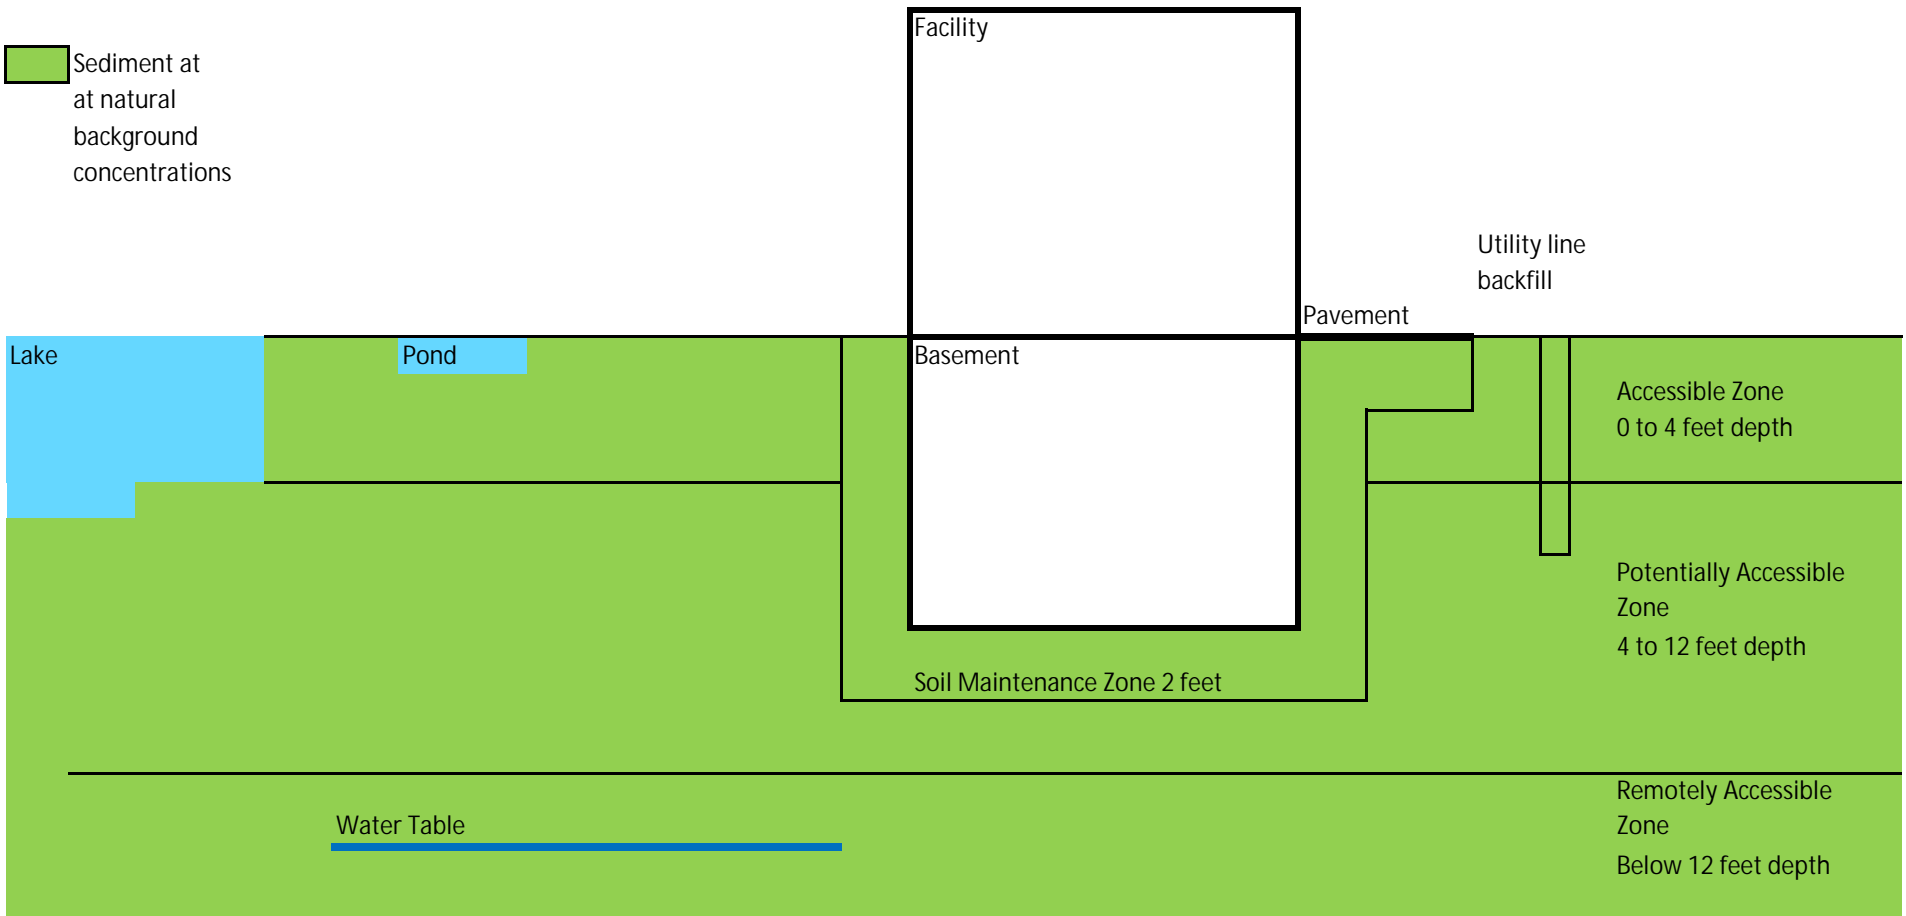 Facility
Sediment at
at natural
background
concentrations
Utility line
backfill
Pavement
Lake
Pond
Basement
Accessible Zone
0 to 4 feet depth
Potentially Accessible
Zone
4 to 12 feet depth
Soil Maintenance Zone 2 feet
Remotely Accessible
Zone
Water Table
Below 12 feet depth